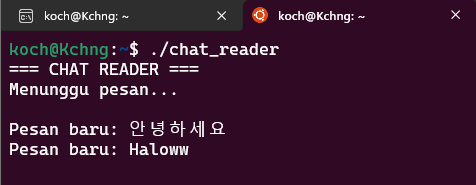 koch@Kchng: ~
koch@Kchng: ~
koch@Kchng:~$ ./chat_reader
=== CHAT READER ===
Menunggu pesan...
Pesan baru: 안녕하세요
Pesan baru: Haloww